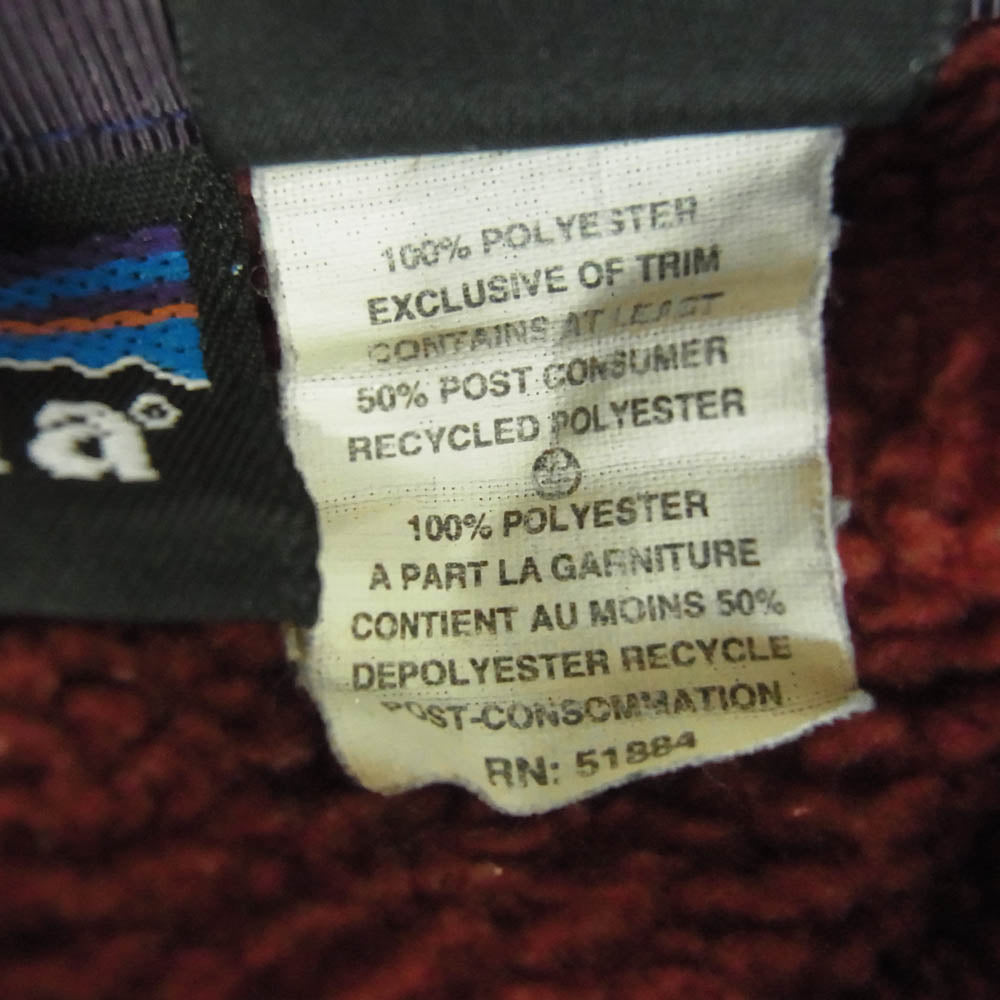 a®
100% POLYESTER
EXCLUSIVE OF TRIM
CONTAINS AT LEAST
50% POST CONSUMER
RECYCLED POLYESTER
100% POLYESTER
A PART LA GARNITURE
CONTIENT AU MOINS 50%
DEPOLYESTER RECYCLE
POST-CONSOMMATION
RN: 51884